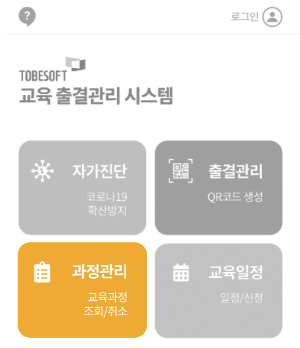 ?
로그인
TOBESOFT
교육 출결관리 시스템
자가진단
코로나19
확산방지
출결관리
QR코드 생성
과정관리
교육과정
조회/취소
교육일정
일정/신청